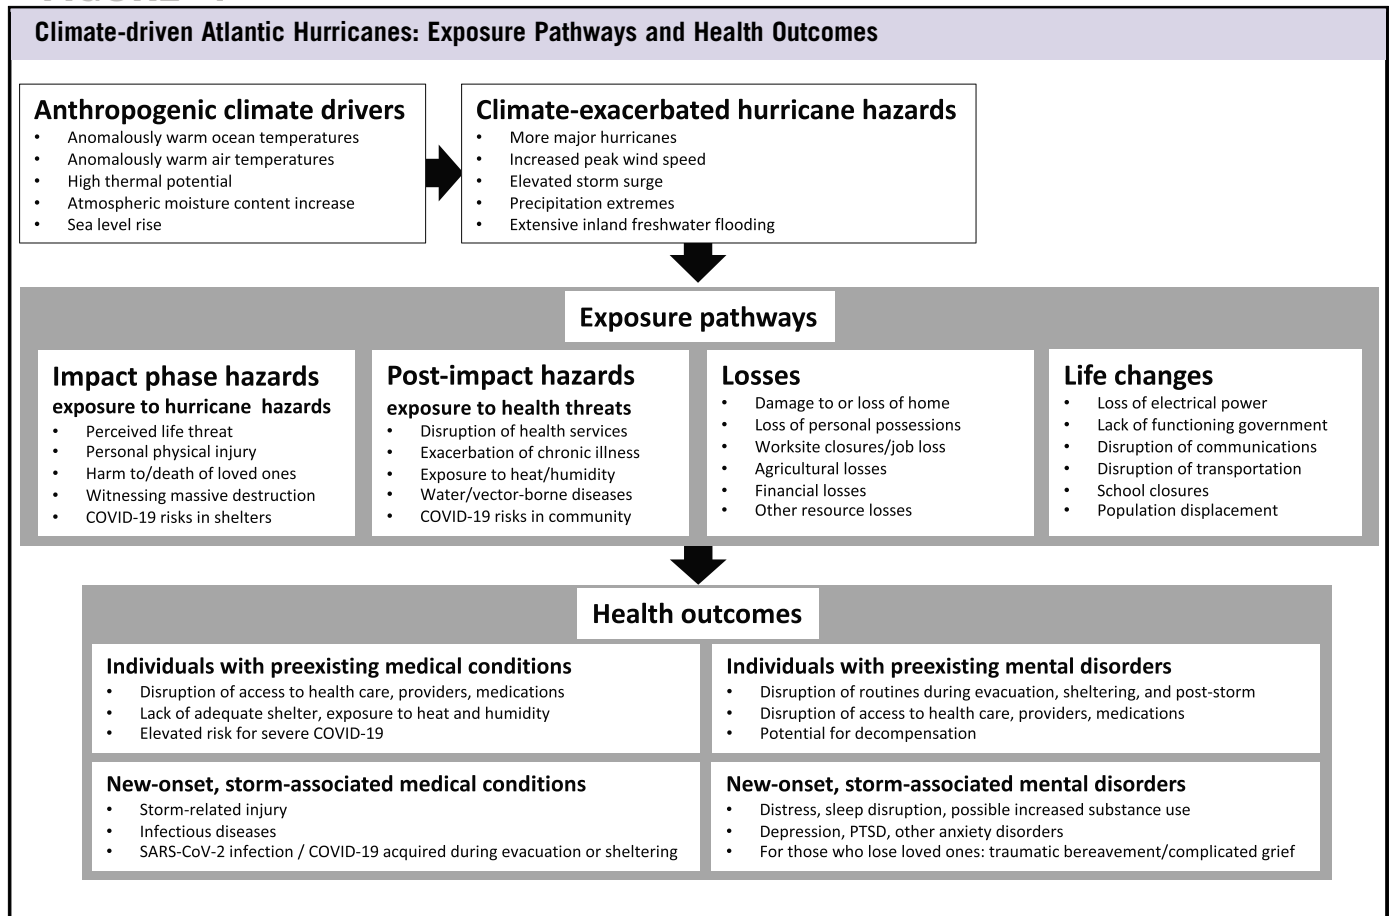 Climate-driven Atlantic Hurricanes: Exposure Pathways and Health Outcomes
Anthropogenic climate drivers
• Anomalously warm ocean temperatures
• Anomalously warm air temperatures
• High thermal potential
• Atmospheric moisture content increase
• Sea level rise
Climate-exacerbated hurricane hazards
• More major hurricanes
• Increased peak wind speed
• Elevated storm surge
• Precipitation extremes
• Extensive inland freshwater flooding
Exposure pathways
Impact phase hazards
exposure to hurricane hazards
• Perceived life threat
• Personal physical injury
• Harm to/death of loved ones
• Witnessing massive destruction
• COVID-19 risks in shelters
Post-impact hazards
exposure to health threats
• Disruption of health services
• Exacerbation of chronic illness
• Exposure to heat/humidity
• Water/vector-borne diseases
• COVID-19 risks in community
Losses
• Damage to or loss of home
• Loss of personal possessions
• Worksite closures/job loss
• Agricultural losses
• Financial losses
• Other resource losses
Life changes
• Loss of electrical power
• Lack of functioning government
• Disruption of communications
• Disruption of transportation
• School closures
• Population displacement
Health outcomes
Individuals with preexisting medical conditions
• Disruption of access to health care, providers, medications
• Lack of adequate shelter, exposure to heat and humidity
• Elevated risk for severe COVID-19
Individuals with preexisting mental disorders
• Disruption of routines during evacuation, sheltering, and post-storm
• Disruption of access to health care, providers, medications
• Potential for decompensation
New-onset, storm-associated medical conditions
• Storm-related injury
• Infectious diseases
• SARS-CoV-2 infection / COVID-19 acquired during evacuation or sheltering
New-onset, storm-associated mental disorders
• Distress, sleep disruption, possible increased substance use
• Depression, PTSD, other anxiety disorders
• For those who lose loved ones: traumatic bereavement/complicated grief